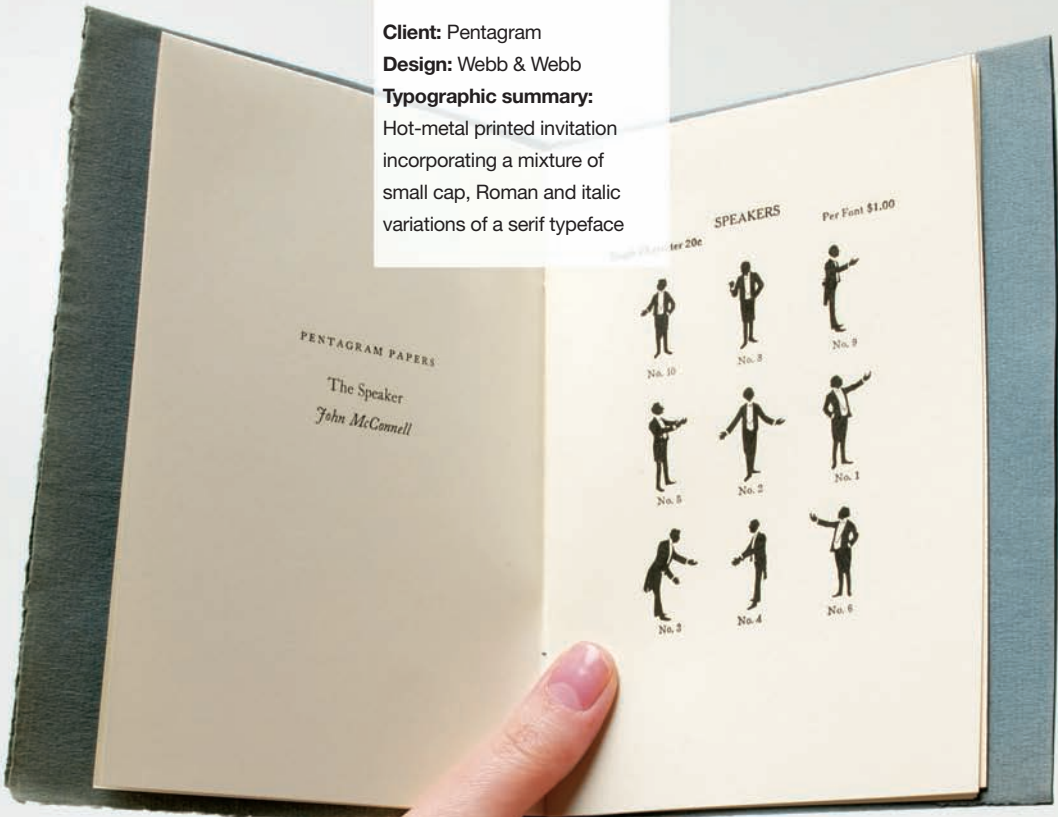 Client: Pentagram
Design: Webb & Webb
Typographic summary:
Hot-metal printed invitation
incorporating a mixture of
small cap, Roman and italic
variations of a serif typeface
PENTAGRAM PAPERS
The Speaker
John McConnell
20c SPEAKERS Per Font $1.00
No. 10 No. 8 No. 9
No. 5 No. 2 No. 1
No. 3 No. 4 No. 6